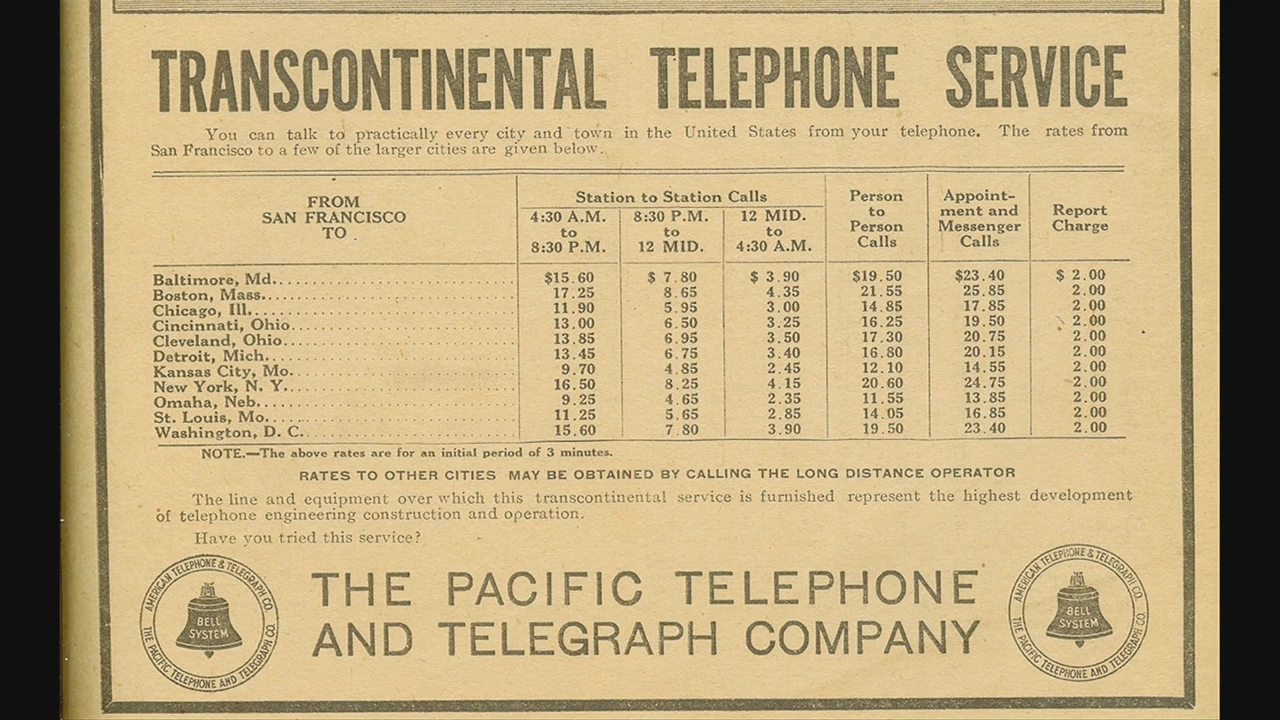 TRANSCONTINENTAL TELEPHONE SERVICE
You can talk to practically every city and town in the United States from your telephone. The rates from
San Francisco to a few of the larger cities are given below.
FROM
SAN FRANCISCO
TO
Station to Station Calls
4:30 A.M.
to
8:30 P.M.
8:30 P.M.
to
12 MID.
12 MID.
to
4:30 A.M.
Person
to
Person
Calls
Appoint-
ment and
Messenger
Calls
Report
Charge
Baltimore, Md. $15.60 $ 7.80 $ 3.90 $19.50 $23.40 $ 2.00
Boston, Mass. 17.25 8.65 4.35 21.55 25.85 2.00
Chicago, Ill. 11.90 5.95 3.00 14.85 17.85 2.00
Cincinnati, Ohio 13.00 6.50 3.25 16.25 19.50 2.00
Cleveland, Ohio 13.85 6.95 3.50 17.30 20.75 2.00
Detroit, Mich. 13.45 6.75 3.40 16.80 20.15 2.00
Kansas City, Mo. 9.70 4.85 2.45 12.10 14.55 2.00
New York, N. Y. 16.50 8.25 4.15 20.60 24.75 2.00
Omaha, Neb. 9.25 4.65 2.35 11.55 13.85 2.00
St. Louis, Mo. 11.25 5.65 2.85 14.05 16.85 2.00
Washington, D. C. 15.60 7.80 3.90 19.50 23.40 2.00
NOTE.—The above rates are for an initial period of 3 minutes.
RATES TO OTHER CITIES MAY BE OBTAINED BY CALLING THE LONG DISTANCE OPERATOR
The line and equipment over which this transcontinental service is furnished represent the highest development
of telephone engineering construction and operation.
Have you tried this service?
AMERICAN TELEPHONE & TELEGRAPH CO.
BELL
SYSTEM
THE PACIFIC TELEPHONE AND TELEGRAPH CO.
THE PACIFIC TELEPHONE
AND TELEGRAPH COMPANY
AMERICAN TELEPHONE & TELEGRAPH CO.
BELL
SYSTEM
THE PACIFIC TELEPHONE AND TELEGRAPH CO.